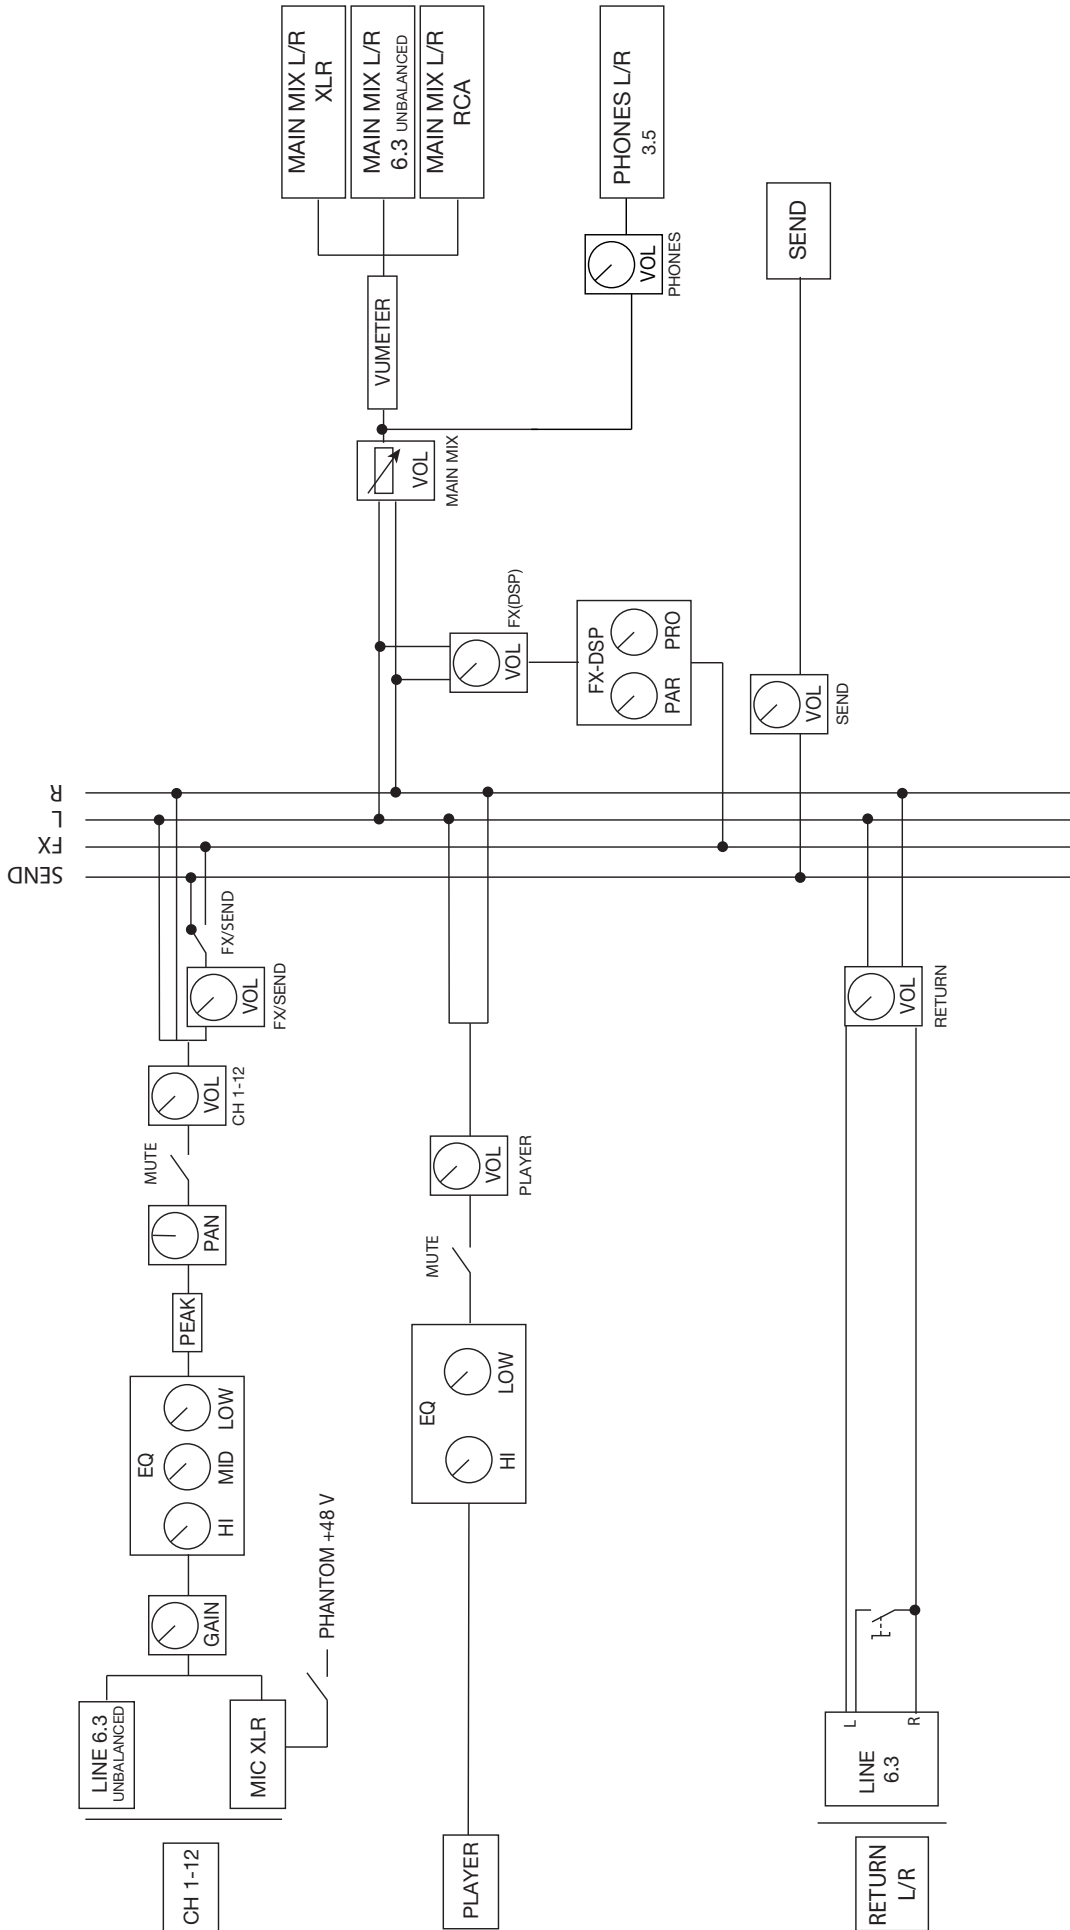 CH 1-12
LINE 6.3
UNBALANCED
MIC XLR
PHANTOM +48 V
GAIN
EQ
HI
MID
LOW
PEAK
PAN
MUTE
VOL
CH 1-12
VOL
FX/SEND
FX/SEND
SEND
FX
L
R
MAIN MIX L/R
XLR
MAIN MIX L/R
6.3 UNBALANCED
MAIN MIX L/R
RCA
VUMETER
VOL
MAIN MIX
PHONES L/R
3.5
VOL
PHONES
VOL
FX(DSP)
FX-DSP
PAR
PRO
SEND
VOL
SEND
PLAYER
EQ
HI
LOW
MUTE
VOL
PLAYER
RETURN
L/R
LINE
6.3
L
R
VOL
RETURN